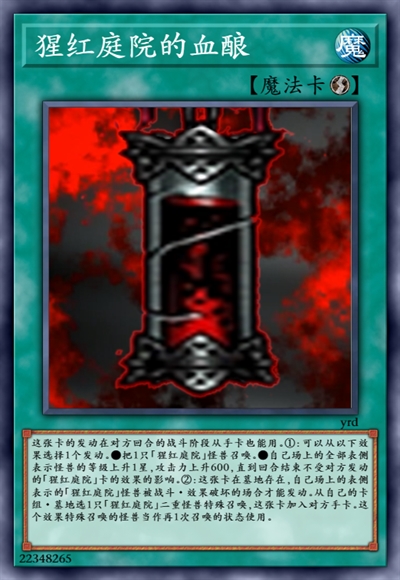 猩红庭院的血酿
魔
【魔法卡】
yrd
这张卡的发动在对方回合的战斗阶段从手卡也能用。①:可以从以下效
果选择1个发动。●把1只「猩红庭院」怪兽召唤。●自己场上的全部表侧
表示怪兽的等级上升1星,攻击力上升600,直到回合结束不受对方发动
的「猩红庭院」卡的效果的影响。②:这张卡在墓地存在,自己场上的表侧
表示的「猩红庭院」怪兽被战斗·效果破坏的场合才能发动。从自己的卡
组·墓地选1只「猩红庭院」二重怪兽特殊召唤,这张卡加入对方手卡。这
个效果特殊召唤的怪兽当作再1次召唤的状态使用。
22348265